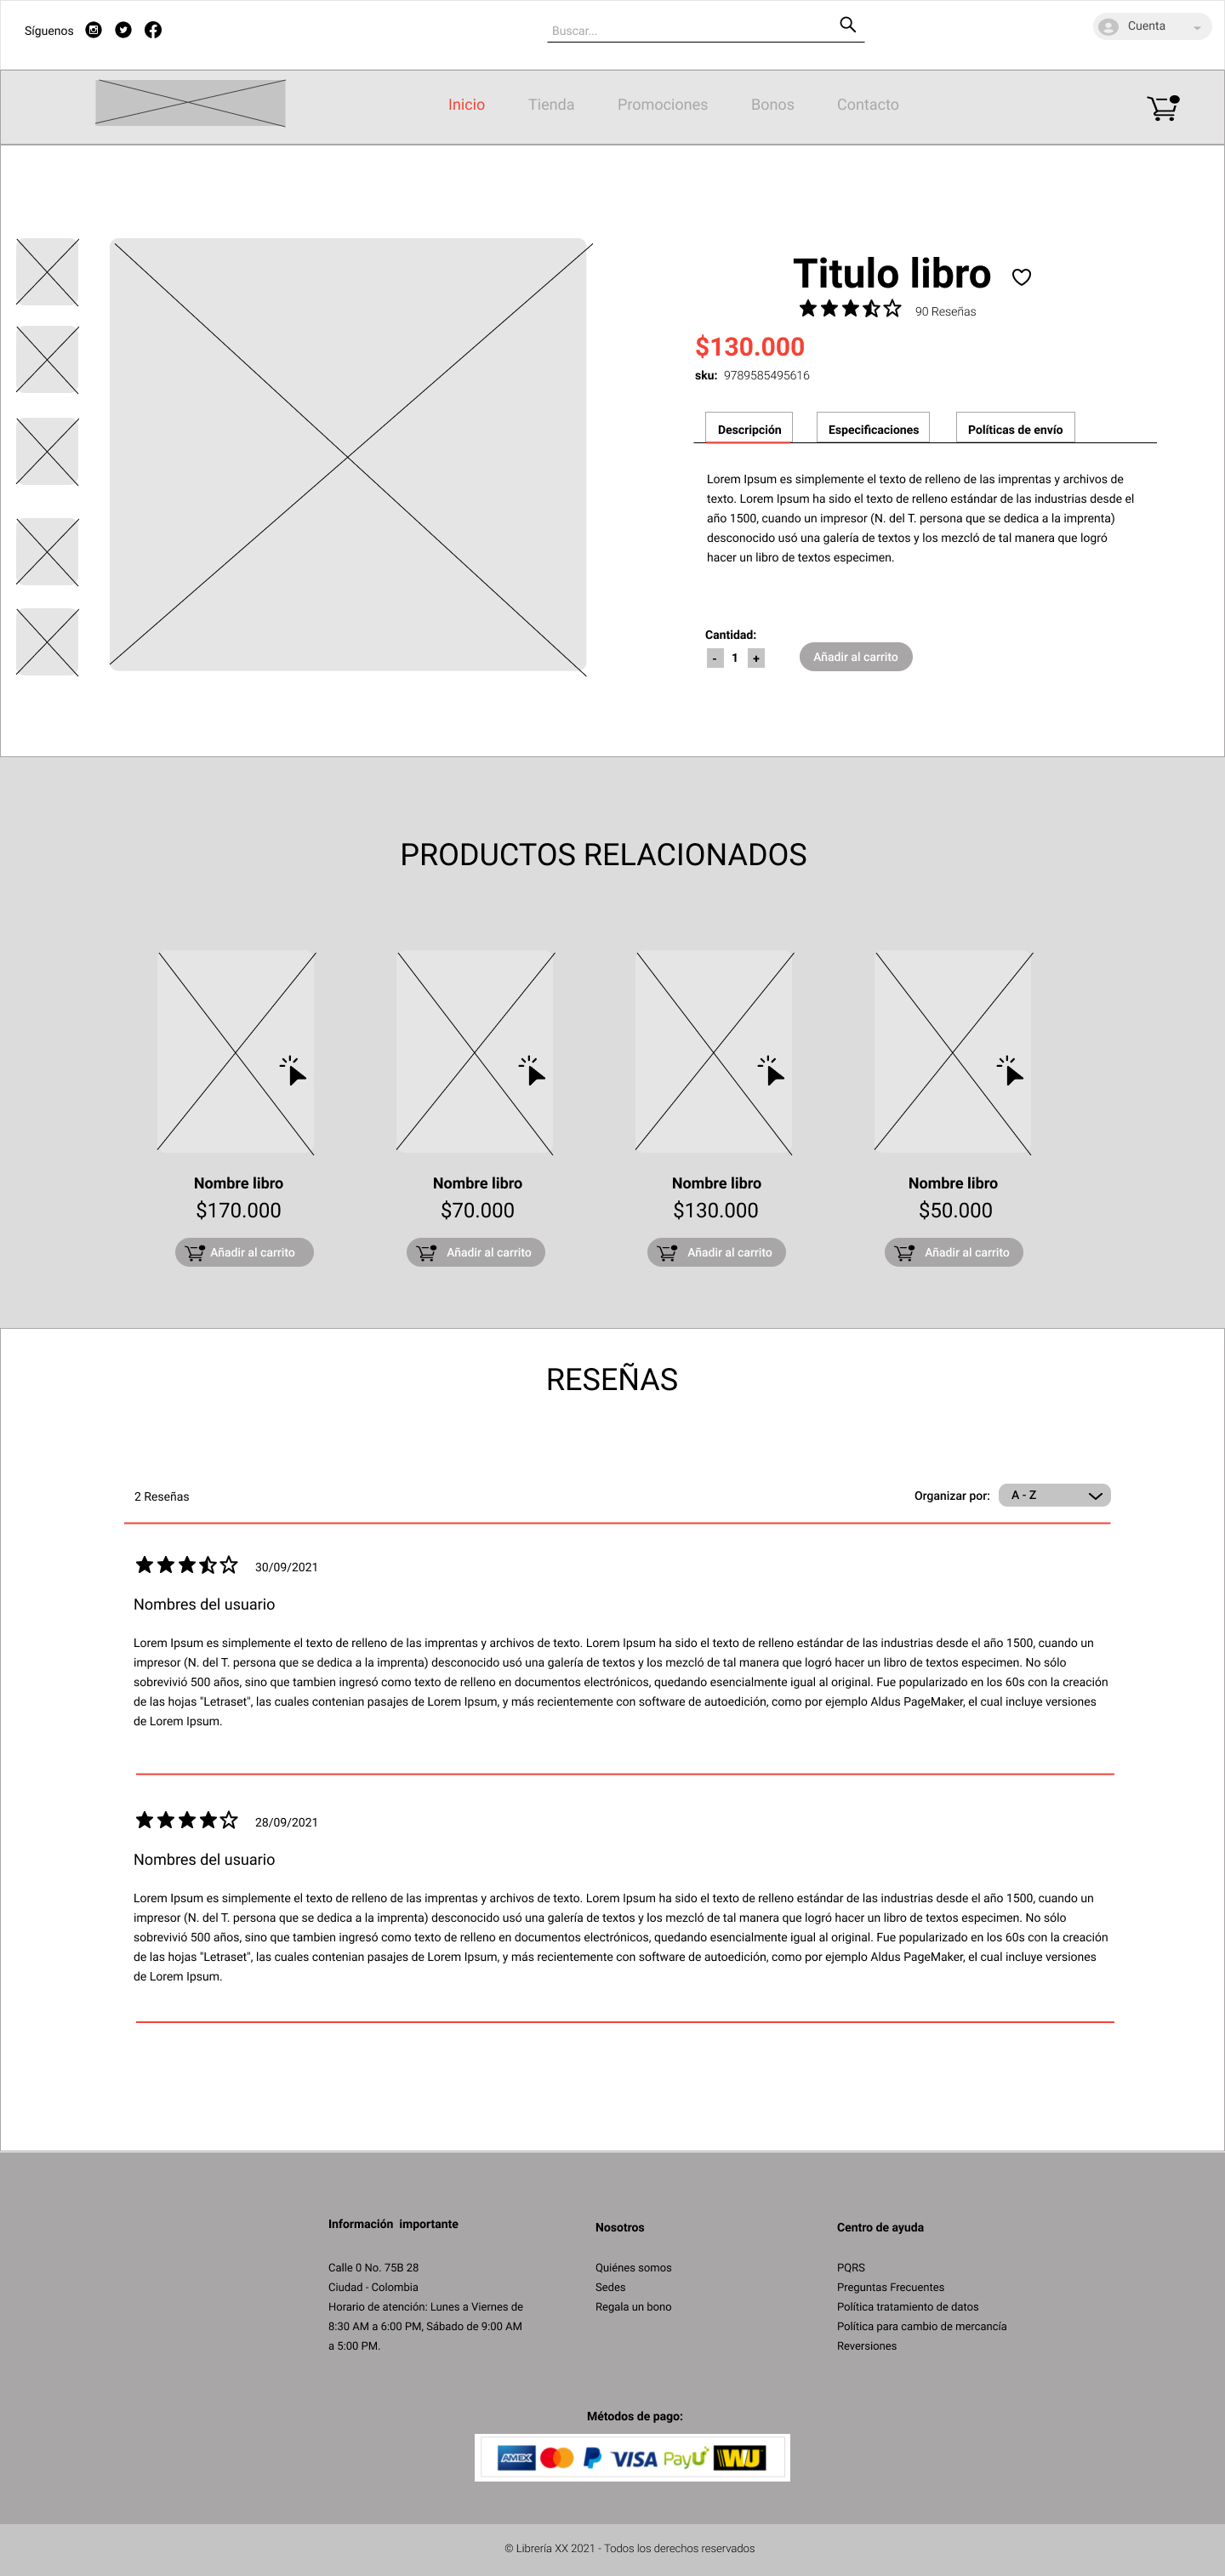 Síguenos
Buscar...
Cuenta
Inicio Tienda Promociones Bonos Contacto
Titulo libro
90 Reseñas
$130.000
sku: 9789585495616
Descripción Especificaciones Políticas de envío
Lorem Ipsum es simplemente el texto de relleno de las imprentas y archivos de
texto. Lorem Ipsum ha sido el texto de relleno estándar de las industrias desde el
año 1500, cuando un impresor (N. del T. persona que se dedica a la imprenta)
desconocido usó una galería de textos y los mezcló de tal manera que logró
hacer un libro de textos especimen.
Cantidad:
- 1 +
Añadir al carrito
PRODUCTOS RELACIONADOS
Nombre libro
$170.000
Añadir al carrito
Nombre libro
$70.000
Añadir al carrito
Nombre libro
$130.000
Añadir al carrito
Nombre libro
$50.000
Añadir al carrito
RESEÑAS
2 Reseñas
Organizar por: A - Z
30/09/2021
Nombres del usuario
Lorem Ipsum es simplemente el texto de relleno de las imprentas y archivos de texto. Lorem Ipsum ha sido el texto de relleno estándar de las industrias desde el año 1500, cuando un
impresor (N. del T. persona que se dedica a la imprenta) desconocido usó una galería de textos y los mezcló de tal manera que logró hacer un libro de textos especimen. No sólo
sobrevivió 500 años, sino que tambien ingresó como texto de relleno en documentos electrónicos, quedando esencialmente igual al original. Fue popularizado en los 60s con la creación
de las hojas "Letraset", las cuales contenian pasajes de Lorem Ipsum, y más recientemente con software de autoedición, como por ejemplo Aldus PageMaker, el cual incluye versiones
de Lorem Ipsum.
28/09/2021
Nombres del usuario
Lorem Ipsum es simplemente el texto de relleno de las imprentas y archivos de texto. Lorem Ipsum ha sido el texto de relleno estándar de las industrias desde el año 1500, cuando un
impresor (N. del T. persona que se dedica a la imprenta) desconocido usó una galería de textos y los mezcló de tal manera que logró hacer un libro de textos especimen. No sólo
sobrevivió 500 años, sino que tambien ingresó como texto de relleno en documentos electrónicos, quedando esencialmente igual al original. Fue popularizado en los 60s con la creación
de las hojas "Letraset", las cuales contenian pasajes de Lorem Ipsum, y más recientemente con software de autoedición, como por ejemplo Aldus PageMaker, el cual incluye versiones
de Lorem Ipsum.
Información importante
Calle 0 No. 75B 28
Ciudad - Colombia
Horario de atención: Lunes a Viernes de
8:30 AM a 6:00 PM, Sábado de 9:00 AM
a 5:00 PM.
Nosotros
Quiénes somos
Sedes
Regala un bono
Centro de ayuda
PQRS
Preguntas Frecuentes
Política tratamiento de datos
Política para cambio de mercancía
Reversiones
Métodos de pago:
AMEX VISA PayU WU
© Librería XX 2021 - Todos los derechos reservados